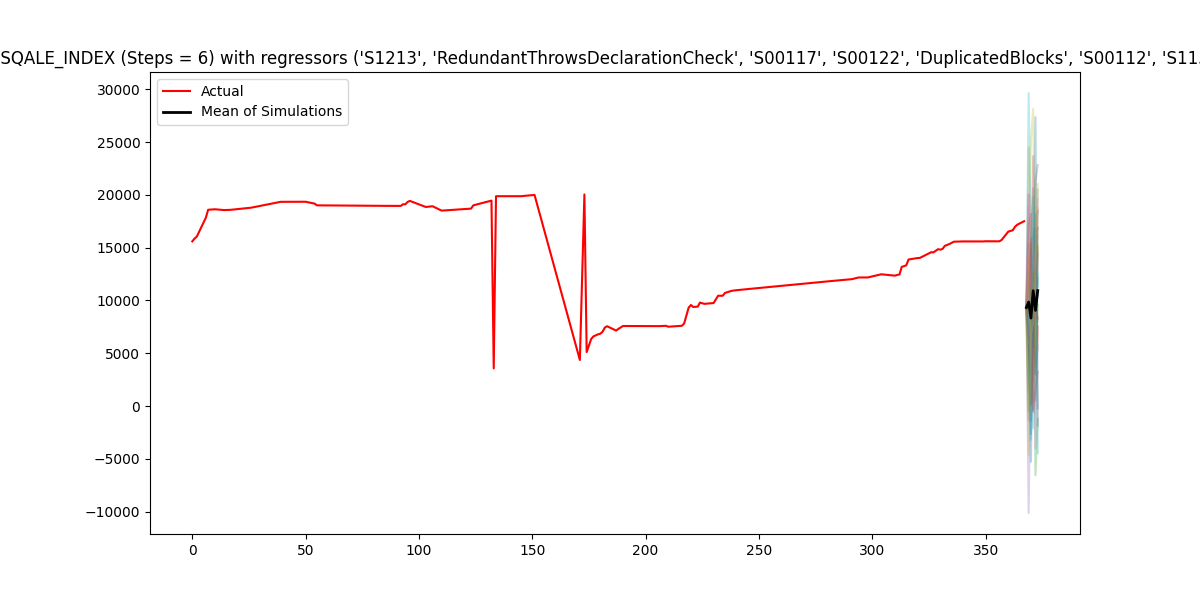 SQALE_INDEX (Steps = 6) with regressors ('S1213', 'RedundantThrowsDeclarationCheck', 'S00117', 'S00122', 'DuplicatedBlocks', 'S00112', 'S11
Actual
Mean of Simulations
30000
25000
20000
15000
10000
5000
0
−5000
−10000
0 50 100 150 200 250 300 350